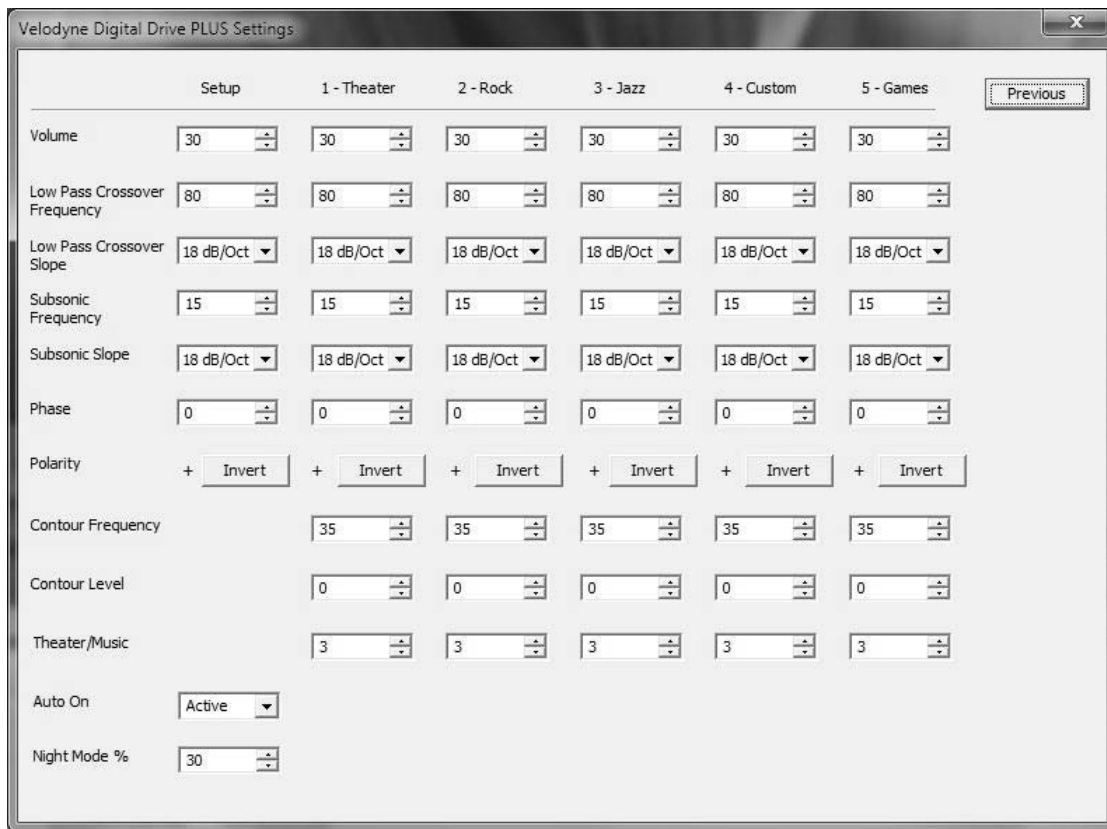 Velodyne Digital Drive PLUS Settings
x
Setup 1 - Theater 2 - Rock 3 - Jazz 4 - Custom 5 - Games Previous
Volume 30 30 30 30 30 30
Low Pass Crossover
Frequency 80 80 80 80 80 80
Low Pass Crossover
Slope 18 dB/Oct 18 dB/Oct 18 dB/Oct 18 dB/Oct 18 dB/Oct 18 dB/Oct
Subsonic
Frequency 15 15 15 15 15 15
Subsonic Slope 18 dB/Oct 18 dB/Oct 18 dB/Oct 18 dB/Oct 18 dB/Oct 18 dB/Oct
Phase 0 0 0 0 0 0
Polarity + Invert + Invert + Invert + Invert + Invert + Invert
Contour Frequency 35 35 35 35 35
Contour Level 0 0 0 0 0
Theater/Music 3 3 3 3 3
Auto On Active
Night Mode % 30